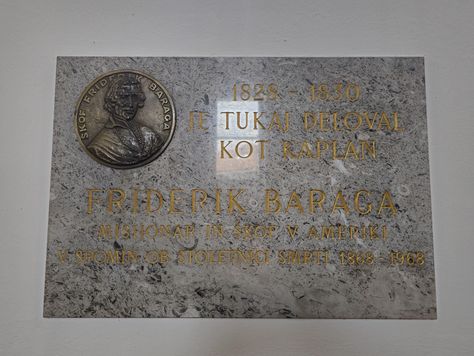 ŠKOF FRIDERIK BARAGA
1828 - 1830
JE TUKAJ DELOVAL
KOT KAPLAN
FRIDERIK BARAGA
MISIJONAR IN ŠKOF V AMERIKI
V SPOMIN OB STOLETNICI SMRTI 1868 - 1968